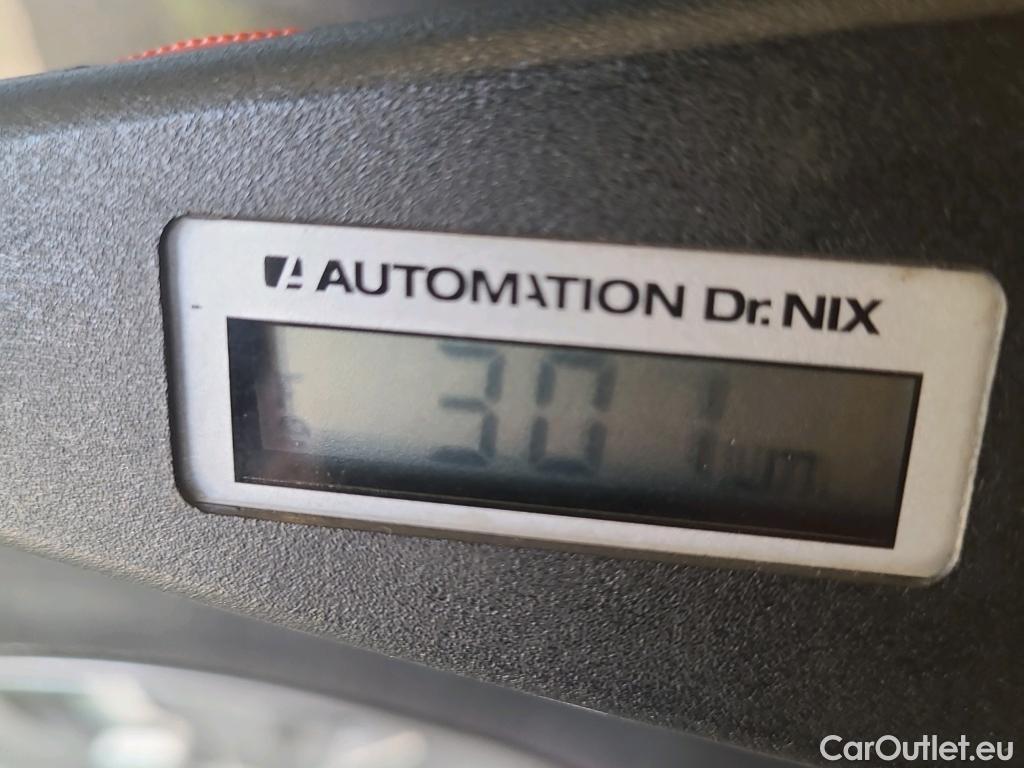 AUTOMATION Dr. NIX
301 µm
CarOutlet.eu